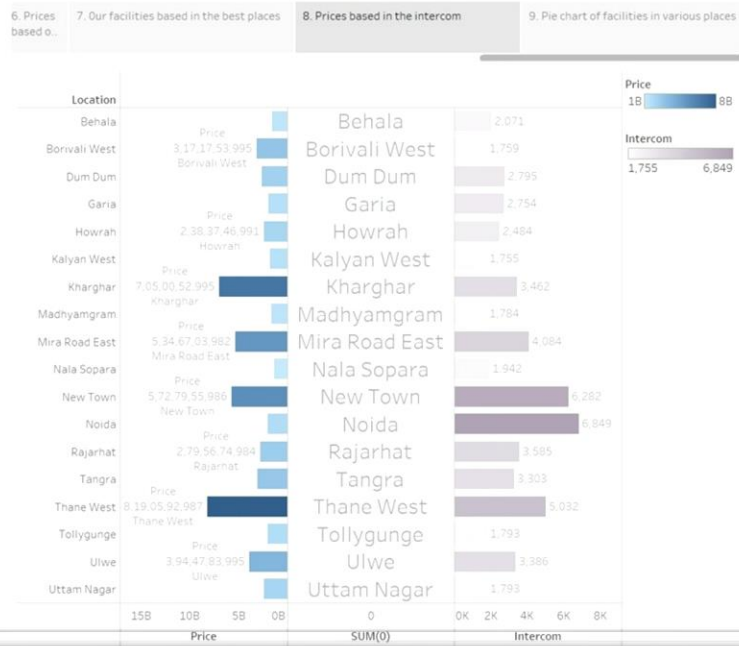 6. Prices
based o..
7. Our facilities based in the best places
8. Prices based in the intercom
9. Pie chart of facilities in various places
Price
1B 8B
Intercom
1,755 6,849
Location
Behala Behala 2,071
Price
Borivali West 3,17,17,53,995 Borivali West 1,759
Borivali West
Dum Dum Dum Dum 2,795
Garia Garia 2,754
Price
Howrah 2,38,37,46,991 Howrah 2,484
Howrah
Kalyan West Kalyan West 1,755
Price
Kharghar 7,05,00,52,995 Kharghar 3,462
Kharghar
Madhyamgram Madhyamgram 1,784
Price
Mira Road East 5,34,67,03,982 Mira Road East 4,084
Mira Road East
Nala Sopara Nala Sopara 1,942
Price
New Town 5,72,79,55,986 New Town 6,282
New Town
Noida Noida 6,849
Price
Rajarhat 2,79,56,74,984 Rajarhat 3,585
Rajarhat
Tangra Tangra 3,303
Price
Thane West 8,19,05,92,987 Thane West 5,032
Thane West
Tollygunge Tollygunge 1,793
Price
Ulwe 3,94,47,83,995 Ulwe 3,386
Ulwe
Uttam Nagar Uttam Nagar 1,793
15B 10B 5B 0B 0 0K 2K 4K 6K 8K
Price SUM(0) Intercom